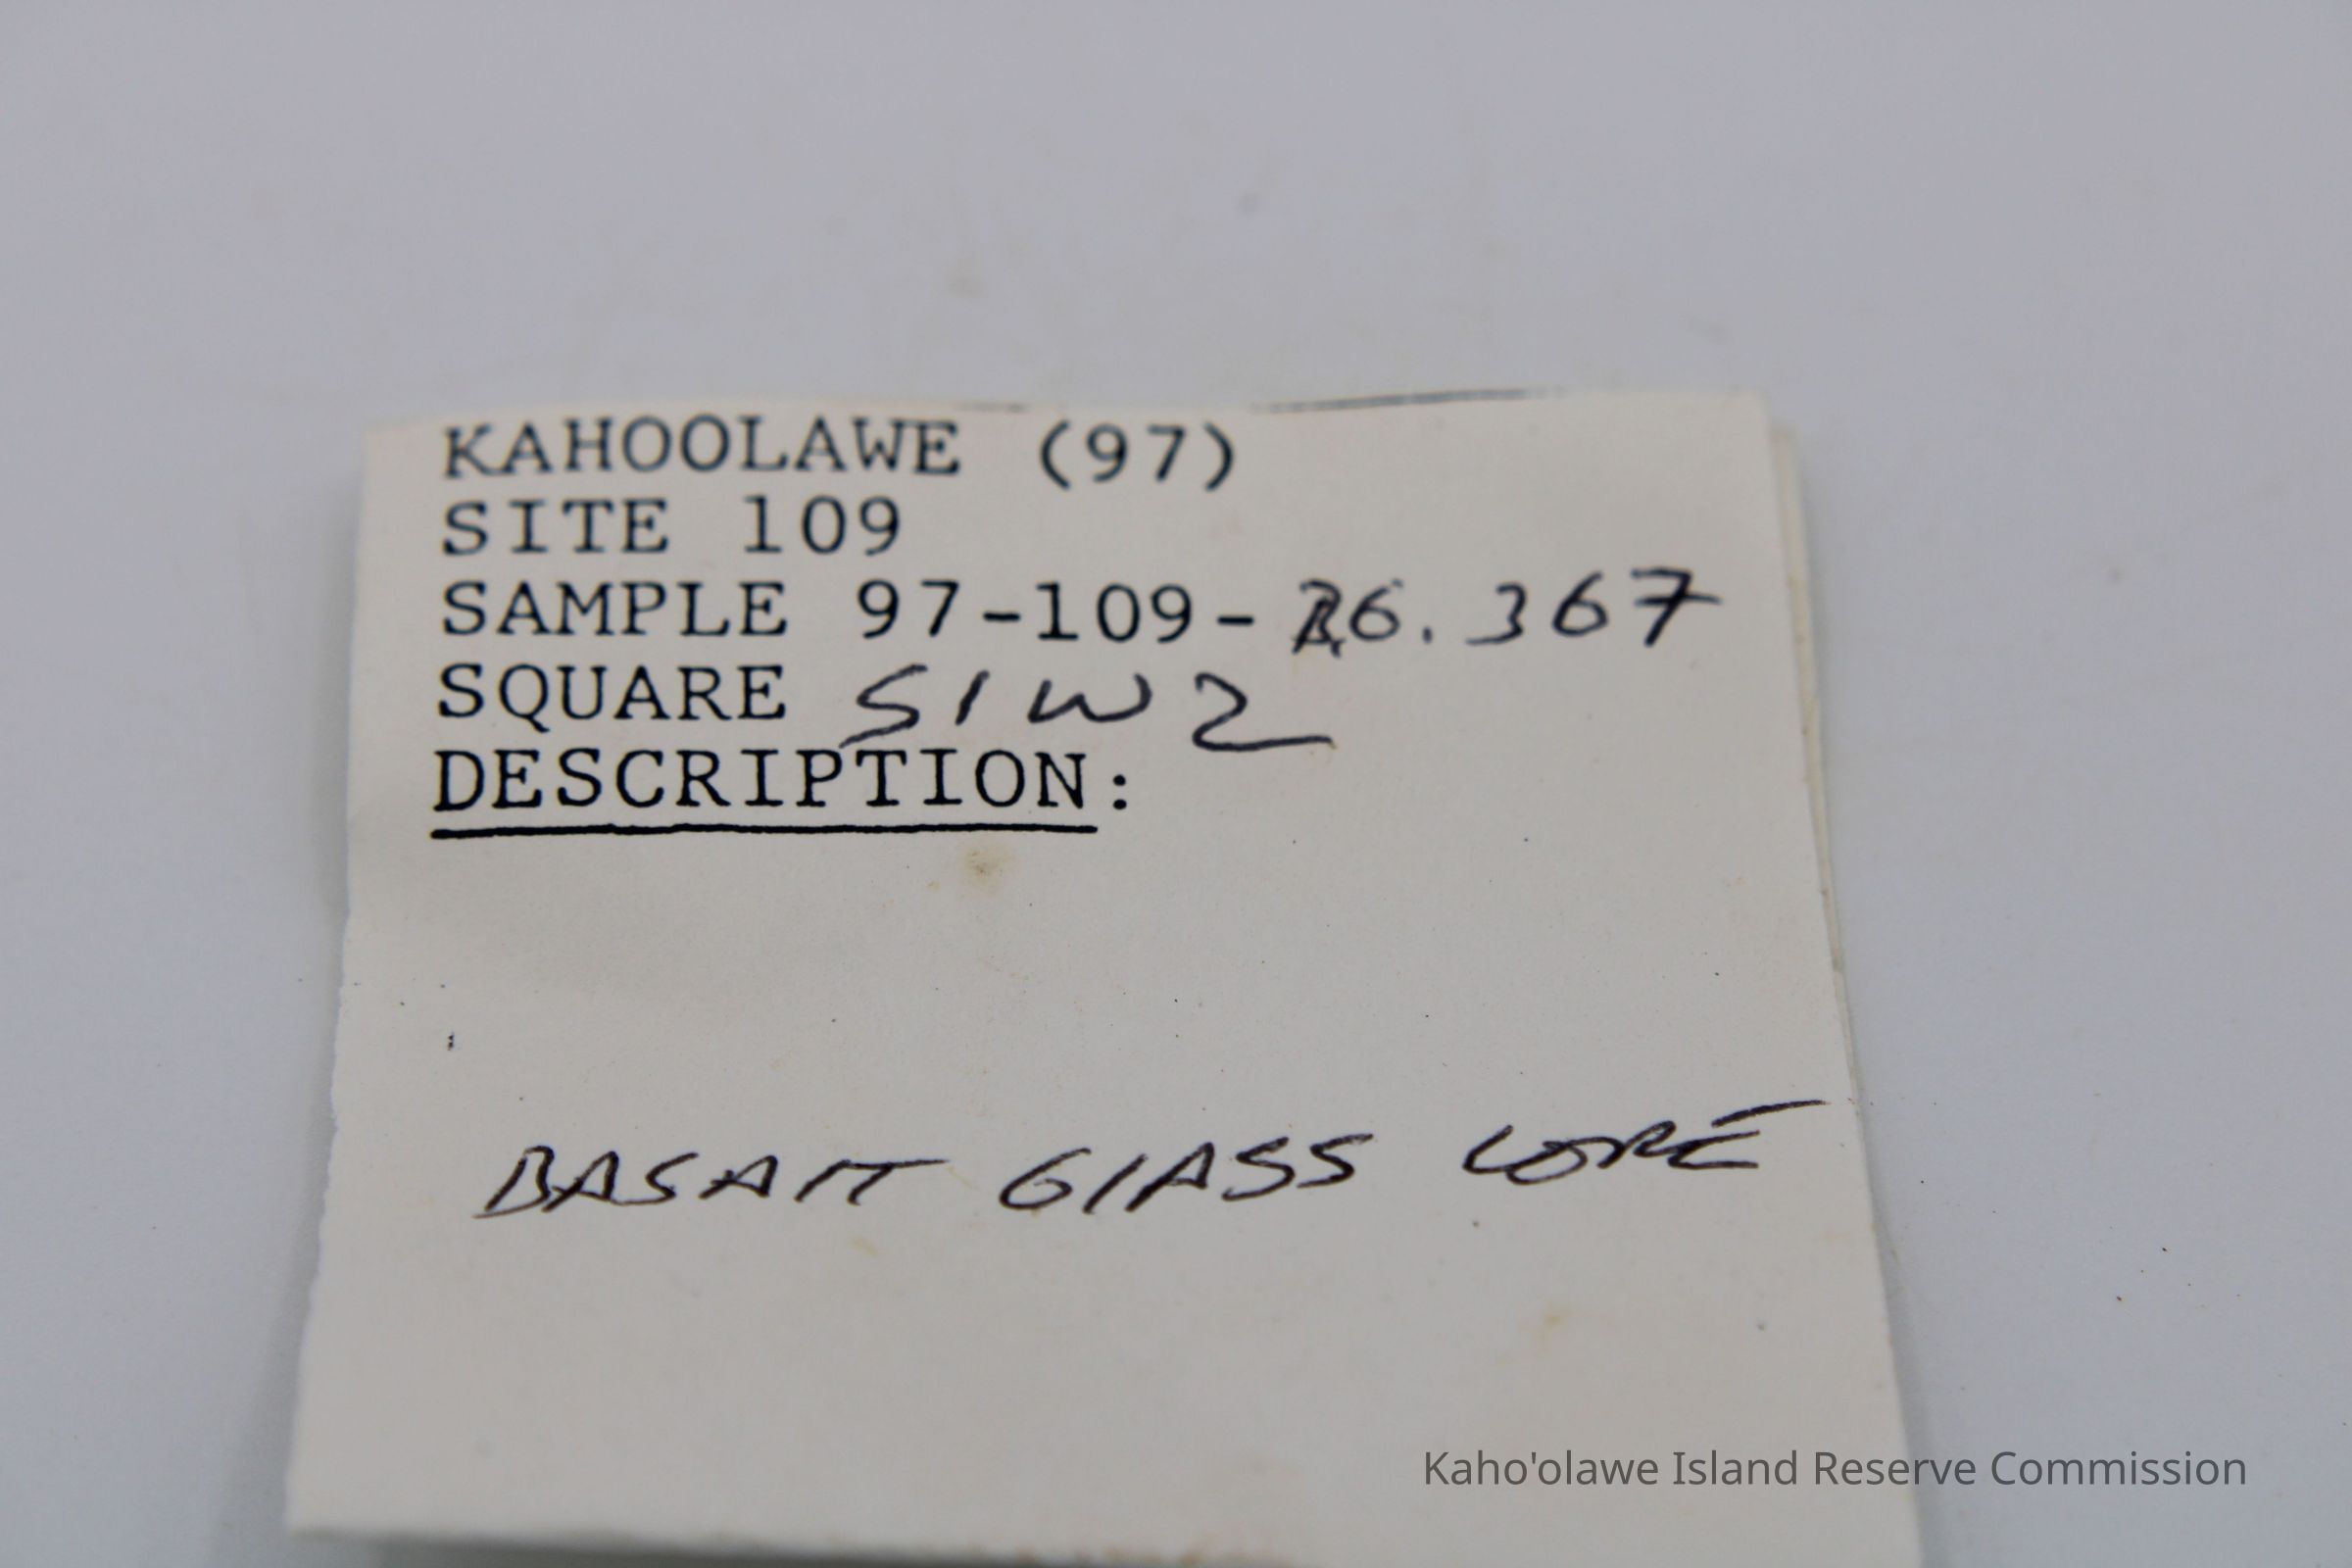 KAHOOLAWE (97)
SITE 109
SAMPLE 97-109-26.367
SQUARE S1W2
DESCRIPTION:
BASAlT GlASS CORE
Kaho'olawe Island Reserve Commission